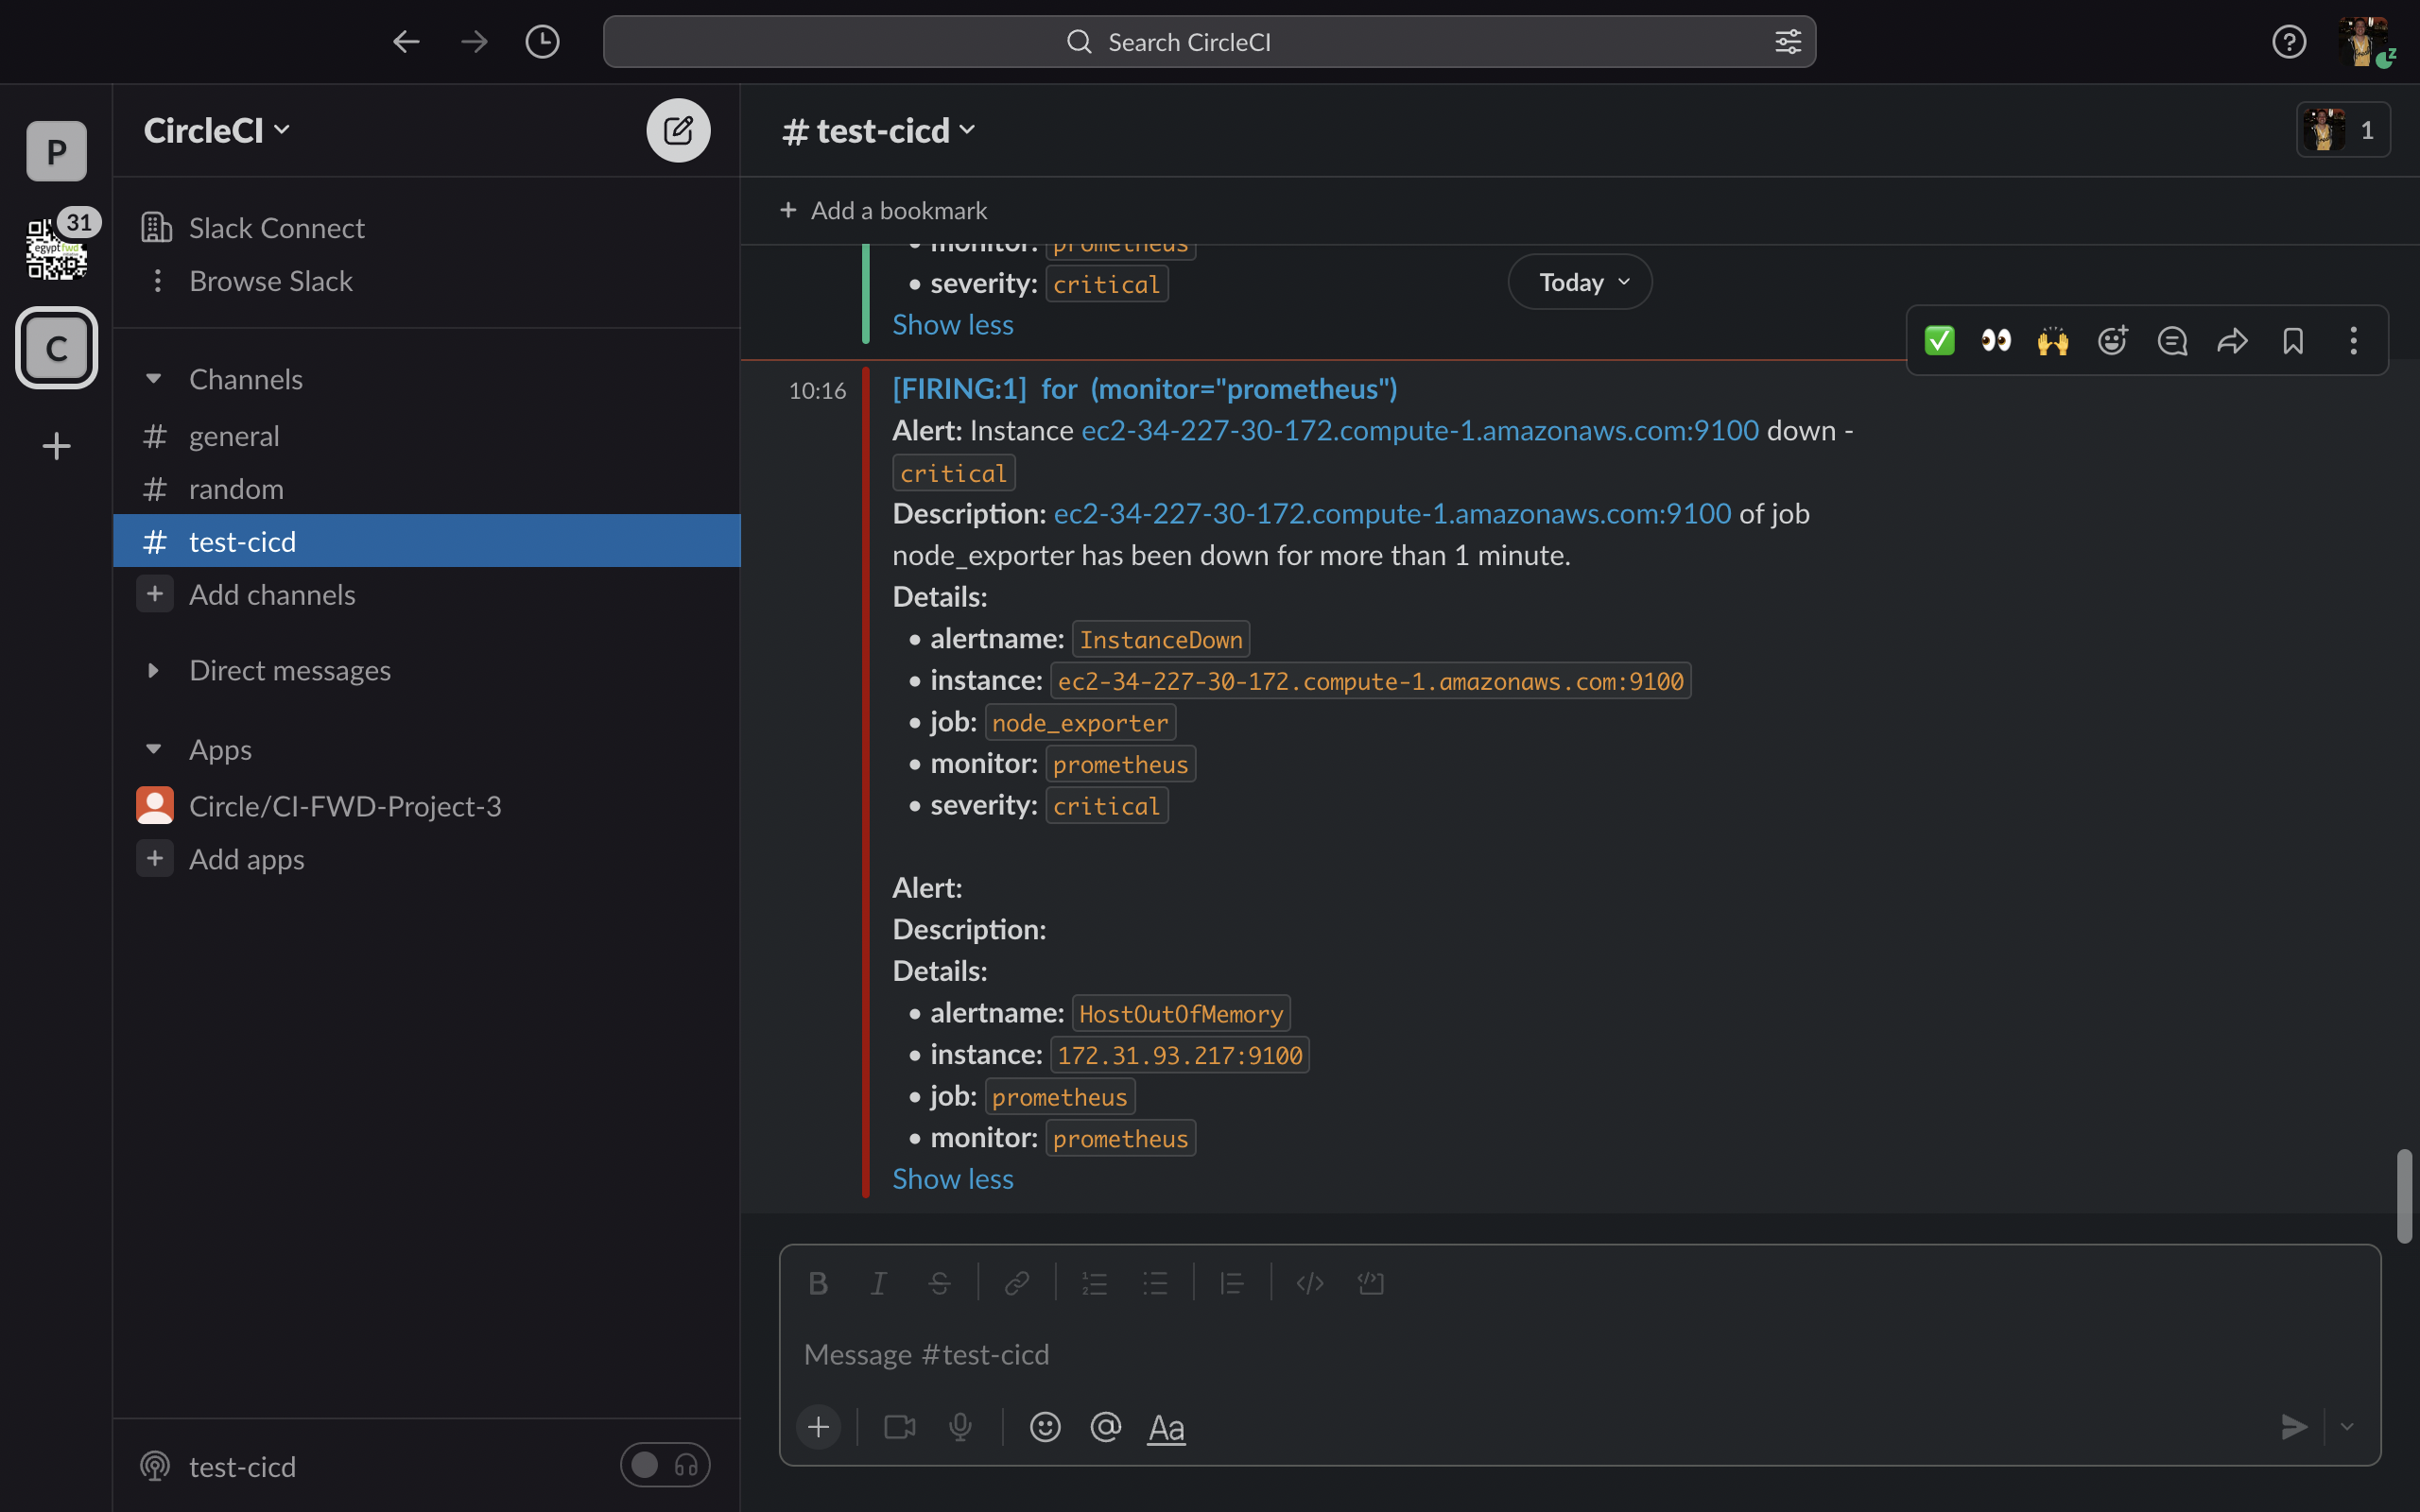 Search CircleCI
P
31
egypt fwd
C
CircleCI
Slack Connect
Browse Slack
Channels
# general
# random
# test-cicd
+ Add channels
Direct messages
Apps
Circle/CI-FWD-Project-3
+ Add apps
test-cicd
# test-cicd
1
+ Add a bookmark
• monitor: prometheus
• severity: critical
Show less
Today
10:16
[FIRING:1] for (monitor="prometheus")
Alert: Instance ec2-34-227-30-172.compute-1.amazonaws.com:9100 down -
critical
Description: ec2-34-227-30-172.compute-1.amazonaws.com:9100 of job
node_exporter has been down for more than 1 minute.
Details:
• alertname: InstanceDown
• instance: ec2-34-227-30-172.compute-1.amazonaws.com:9100
• job: node_exporter
• monitor: prometheus
• severity: critical
Alert:
Description:
Details:
• alertname: HostOutOfMemory
• instance: 172.31.93.217:9100
• job: prometheus
• monitor: prometheus
Show less
B I S
Message #test-cicd
+ @ Aa